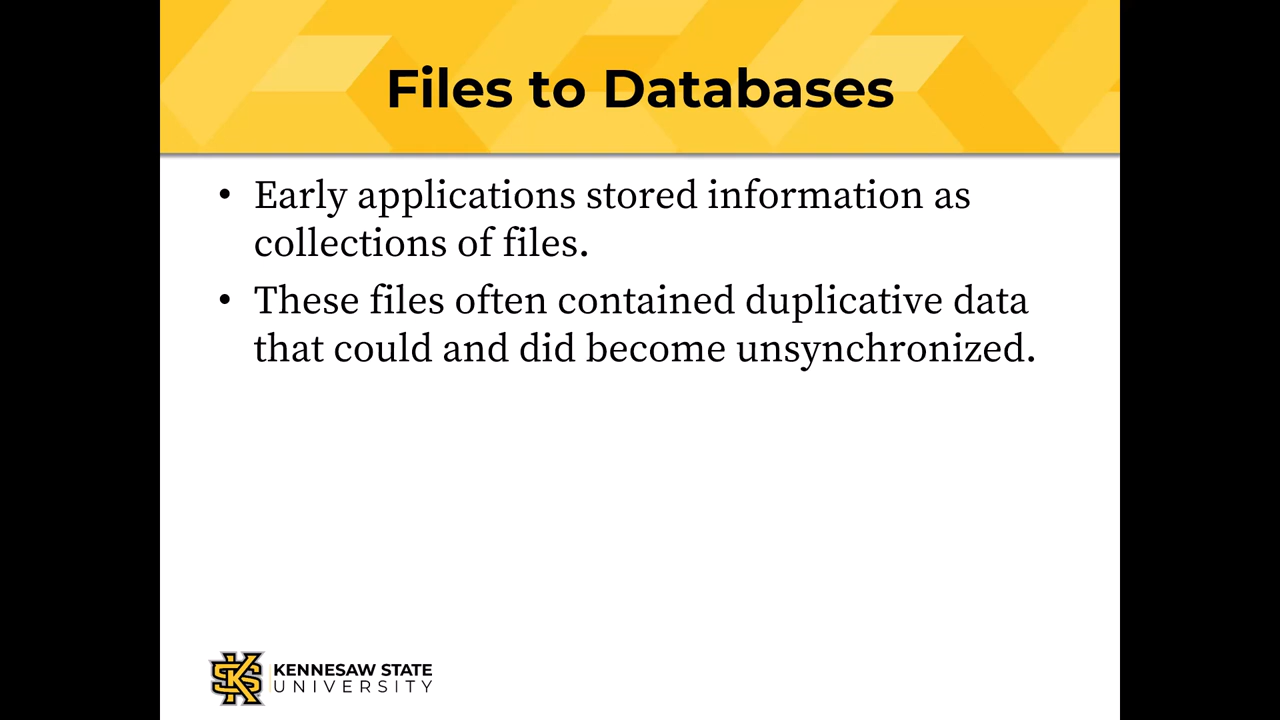 Files to Databases
• Early applications stored information as
collections of files.
• These files often contained duplicative data
that could and did become unsynchronized.
KS
KENNESAW STATE
UNIVERSITY